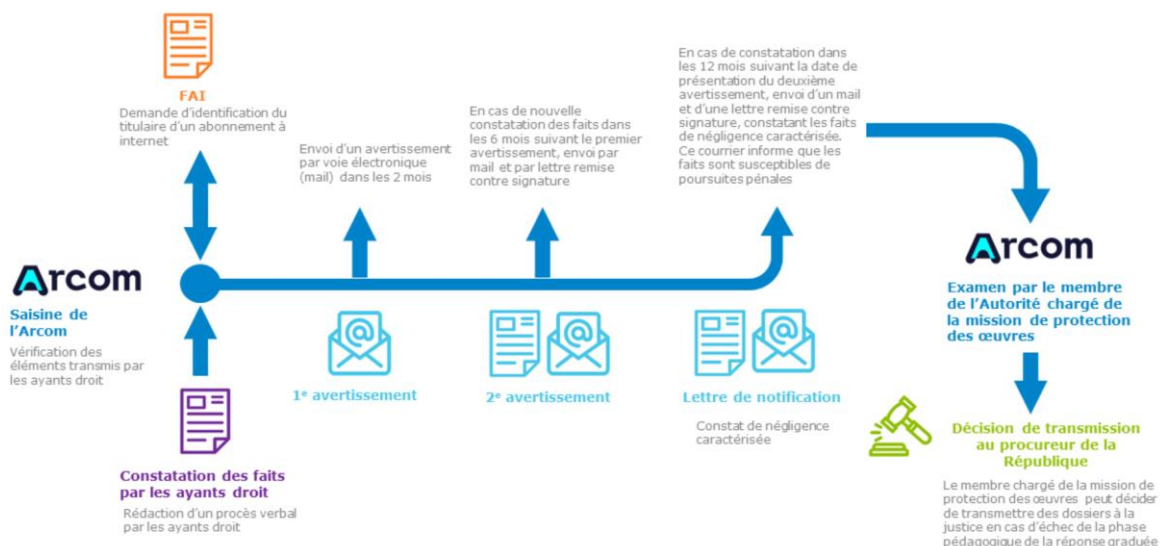 FAI
Demande d'identification du
titulaire d'un abonnement à
internet
Arcom
Saisine de
l'Arcom
Vérification des
éléments transmis par
les ayants droit
Constatation des faits
par les ayants droit
Rédaction d'un procès verbal
par les ayants droit
Envoi d'un avertissement
par voie électronique
(mail) dans les 2 mois
1e avertissement
En cas de nouvelle
constatation des faits dans
les 6 mois suivant le premier
avertissement, envoi par
mail et par lettre remise
contre signature
2e avertissement
En cas de constatation dans
les 12 mois suivant la date de
présentation du deuxième
avertissement, envoi d'un mail
et d'une lettre remise contre
signature, constatant les faits
de négligence caractérisée.
Ce courrier informe que les
faits sont susceptibles de
poursuites pénales
Lettre de notification
Constat de négligence
caractérisée
Arcom
Examen par le membre
de l'Autorité chargé de
la mission de protection
des œuvres
Décision de transmission
au procureur de la
République
Le membre chargé de la mission de
protection des œuvres peut décider
de transmettre des dossiers à la
justice en cas d'échec de la phase
pédagogique de la réponse graduée